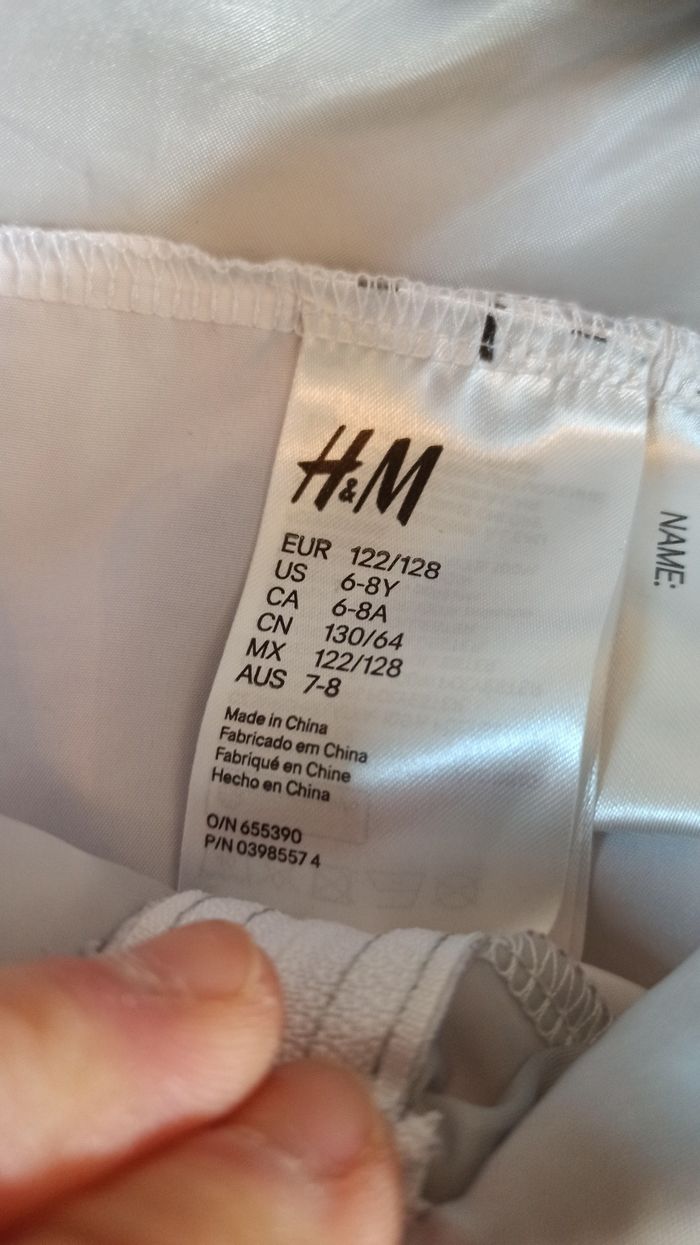 H&M
EUR 122/128
US 6-8Y
CA 6-8A
CN 130/64
MX 122/128
AUS 7-8
Made in China
Fabricado em China
Fabriqué en Chine
Hecho en China
O/N 655390
P/N 0398557 4
NAME: